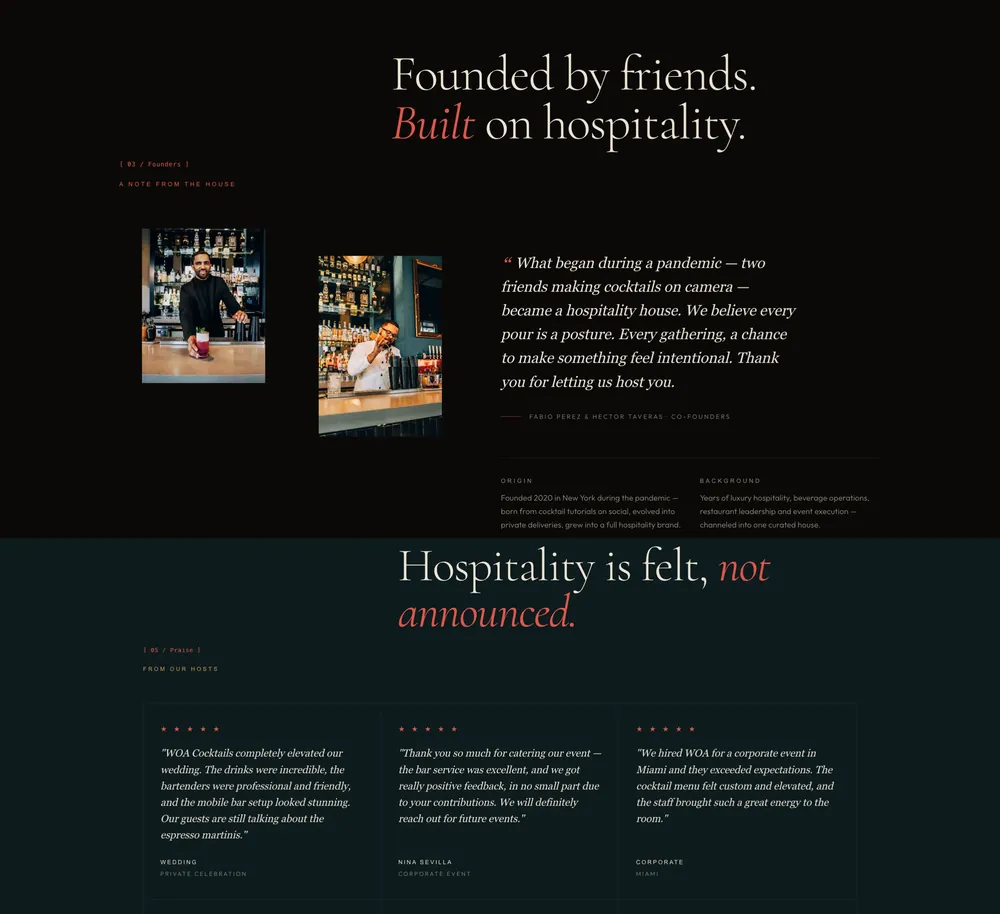 Founded by friends.
Built on hospitality.
[ 03 / Founders ]
A NOTE FROM THE HOUSE
“ What began during a pandemic — two
friends making cocktails on camera —
became a hospitality house. We believe every
pour is a posture. Every gathering, a chance
to make something feel intentional. Thank
you for letting us host you.
FABIO PEREZ & HECTOR TAVERAS · CO-FOUNDERS
ORIGIN
Founded 2020 in New York during the pandemic —
born from cocktail tutorials on social, evolved into
private deliveries, grew into a full hospitality brand.
BACKGROUND
Years of luxury hospitality, beverage operations,
restaurant leadership and event execution —
channeled into one curated house.
Hospitality is felt, not
announced.
[ 05 / Praise ]
FROM OUR HOSTS
★ ★ ★ ★ ★
"WOA Cocktails completely elevated our
wedding. The drinks were incredible, the
bartenders were professional and friendly,
and the mobile bar setup looked stunning.
Our guests are still talking about the
espresso martinis."
WEDDING
PRIVATE CELEBRATION
★ ★ ★ ★ ★
"Thank you so much for catering our event —
the bar service was excellent, and we got
really positive feedback, in no small part due
to your contributions. We will definitely
reach out for future events."
NINA SEVILLA
CORPORATE EVENT
★ ★ ★ ★ ★
"We hired WOA for a corporate event in
Miami and they exceeded expectations. The
cocktail menu felt custom and elevated, and
the staff brought such a great energy to the
room."
CORPORATE
MIAMI